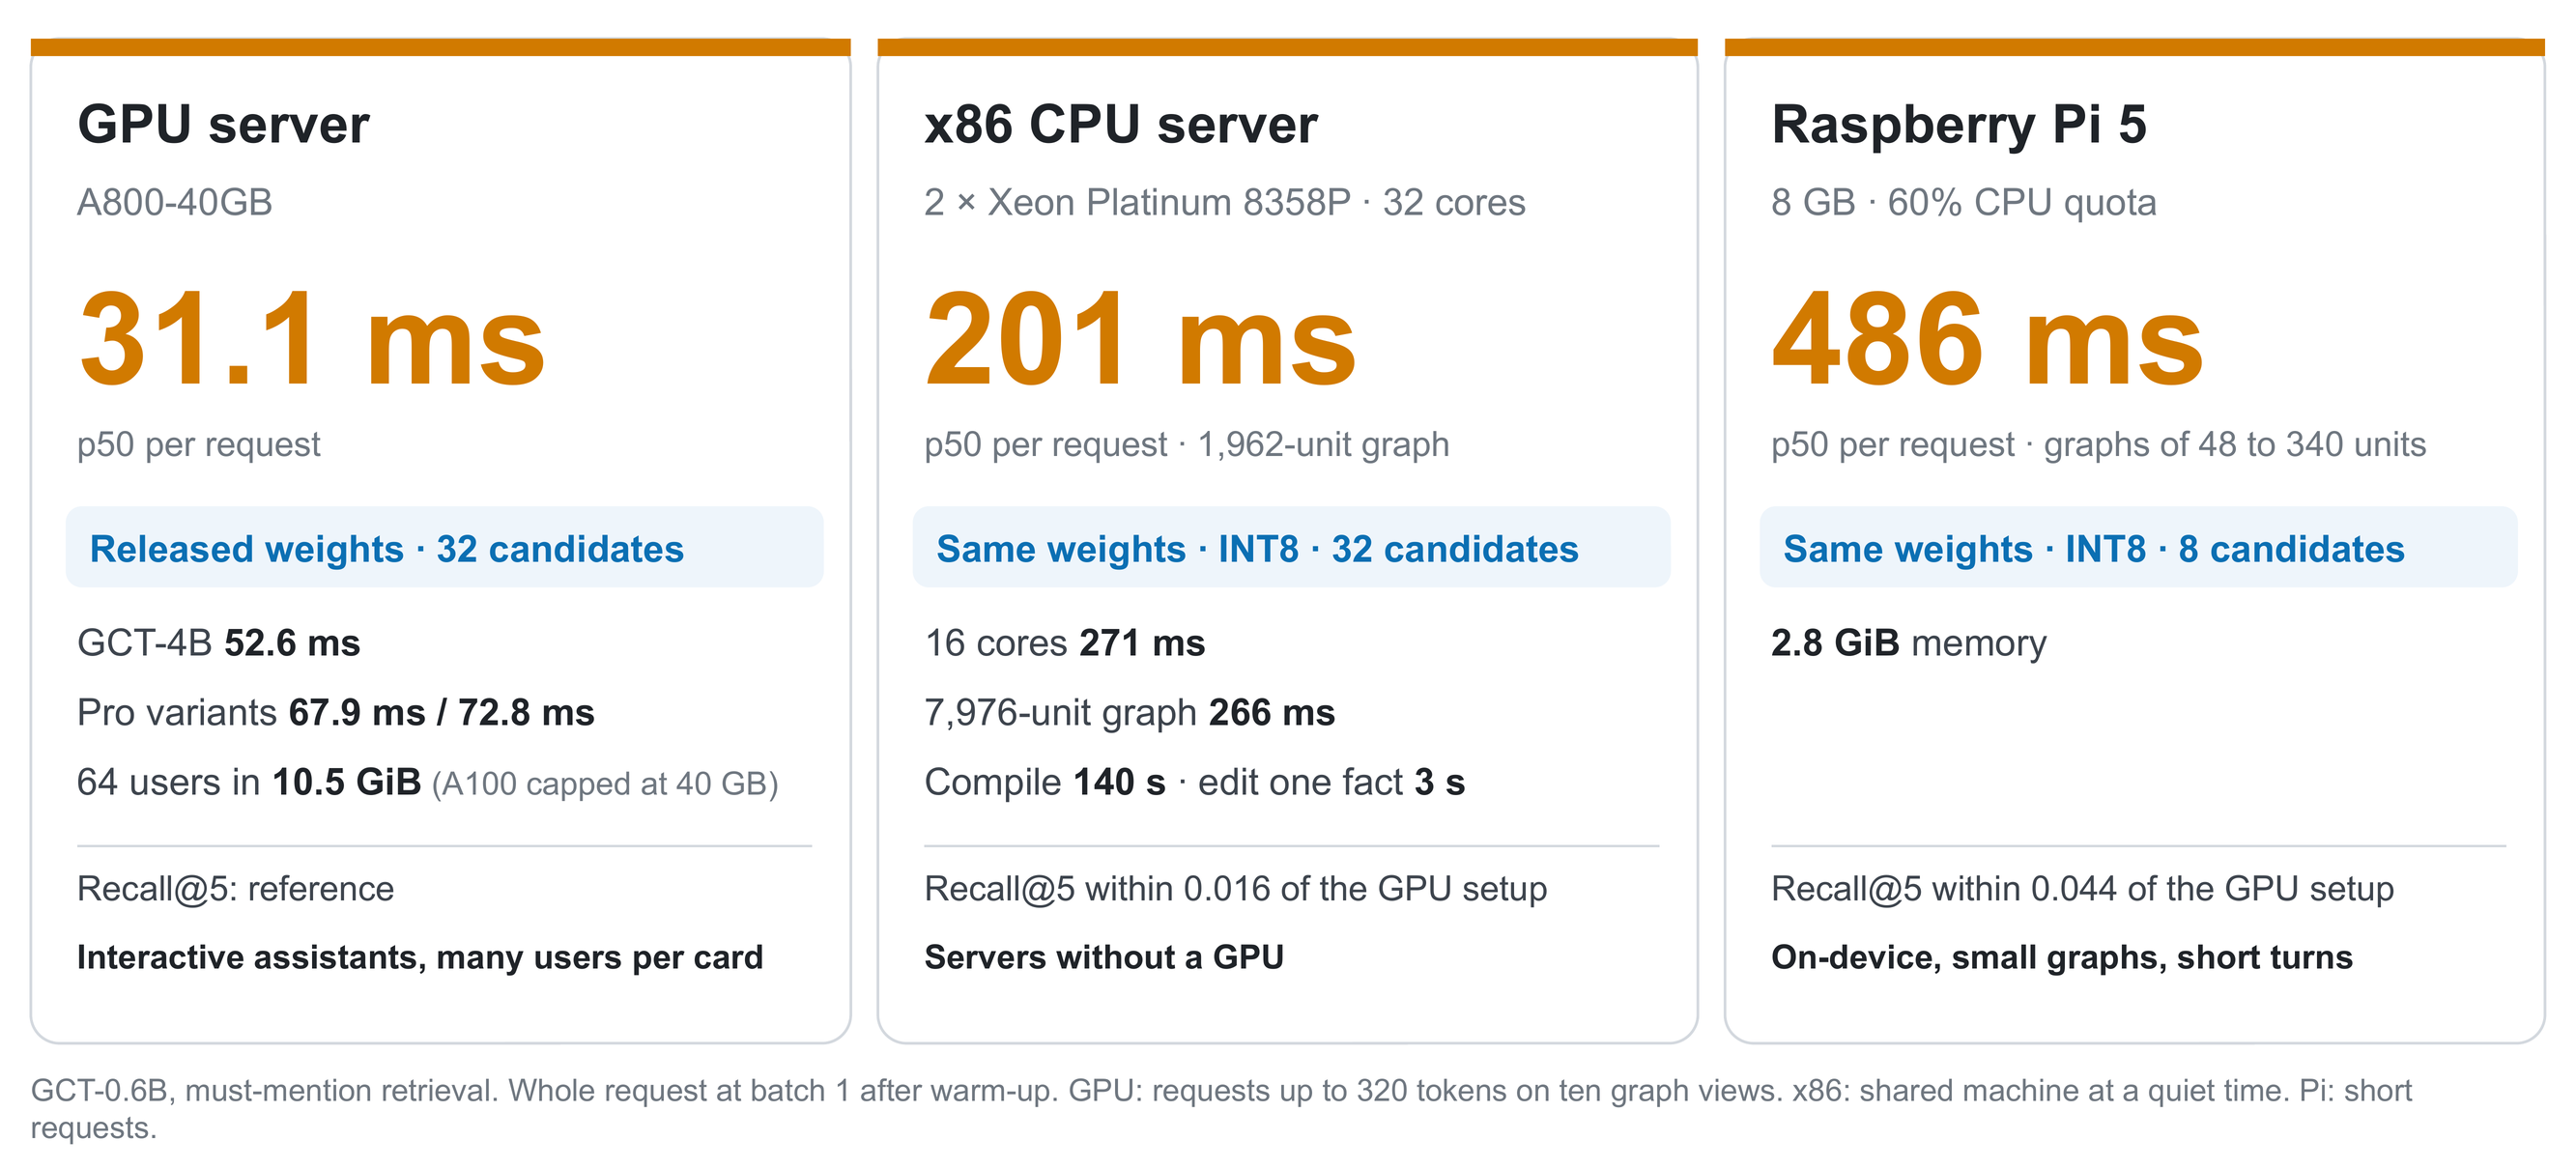 GPU server
A800-40GB
31.1 ms
p50 per request
Released weights · 32 candidates
GCT-4B 52.6 ms
Pro variants 67.9 ms / 72.8 ms
64 users in 10.5 GiB (A100 capped at 40 GB)
Recall@5: reference
Interactive assistants, many users per card
x86 CPU server
2 × Xeon Platinum 8358P · 32 cores
201 ms
p50 per request · 1,962-unit graph
Same weights · INT8 · 32 candidates
16 cores 271 ms
7,976-unit graph 266 ms
Compile 140 s · edit one fact 3 s
Recall@5 within 0.016 of the GPU setup
Servers without a GPU
Raspberry Pi 5
8 GB · 60% CPU quota
486 ms
p50 per request · graphs of 48 to 340 units
Same weights · INT8 · 8 candidates
2.8 GiB memory
Recall@5 within 0.044 of the GPU setup
On-device, small graphs, short turns
GCT-0.6B, must-mention retrieval. Whole request at batch 1 after warm-up. GPU: requests up to 320 tokens on ten graph views. x86: shared machine at a quiet time. Pi: short
requests.